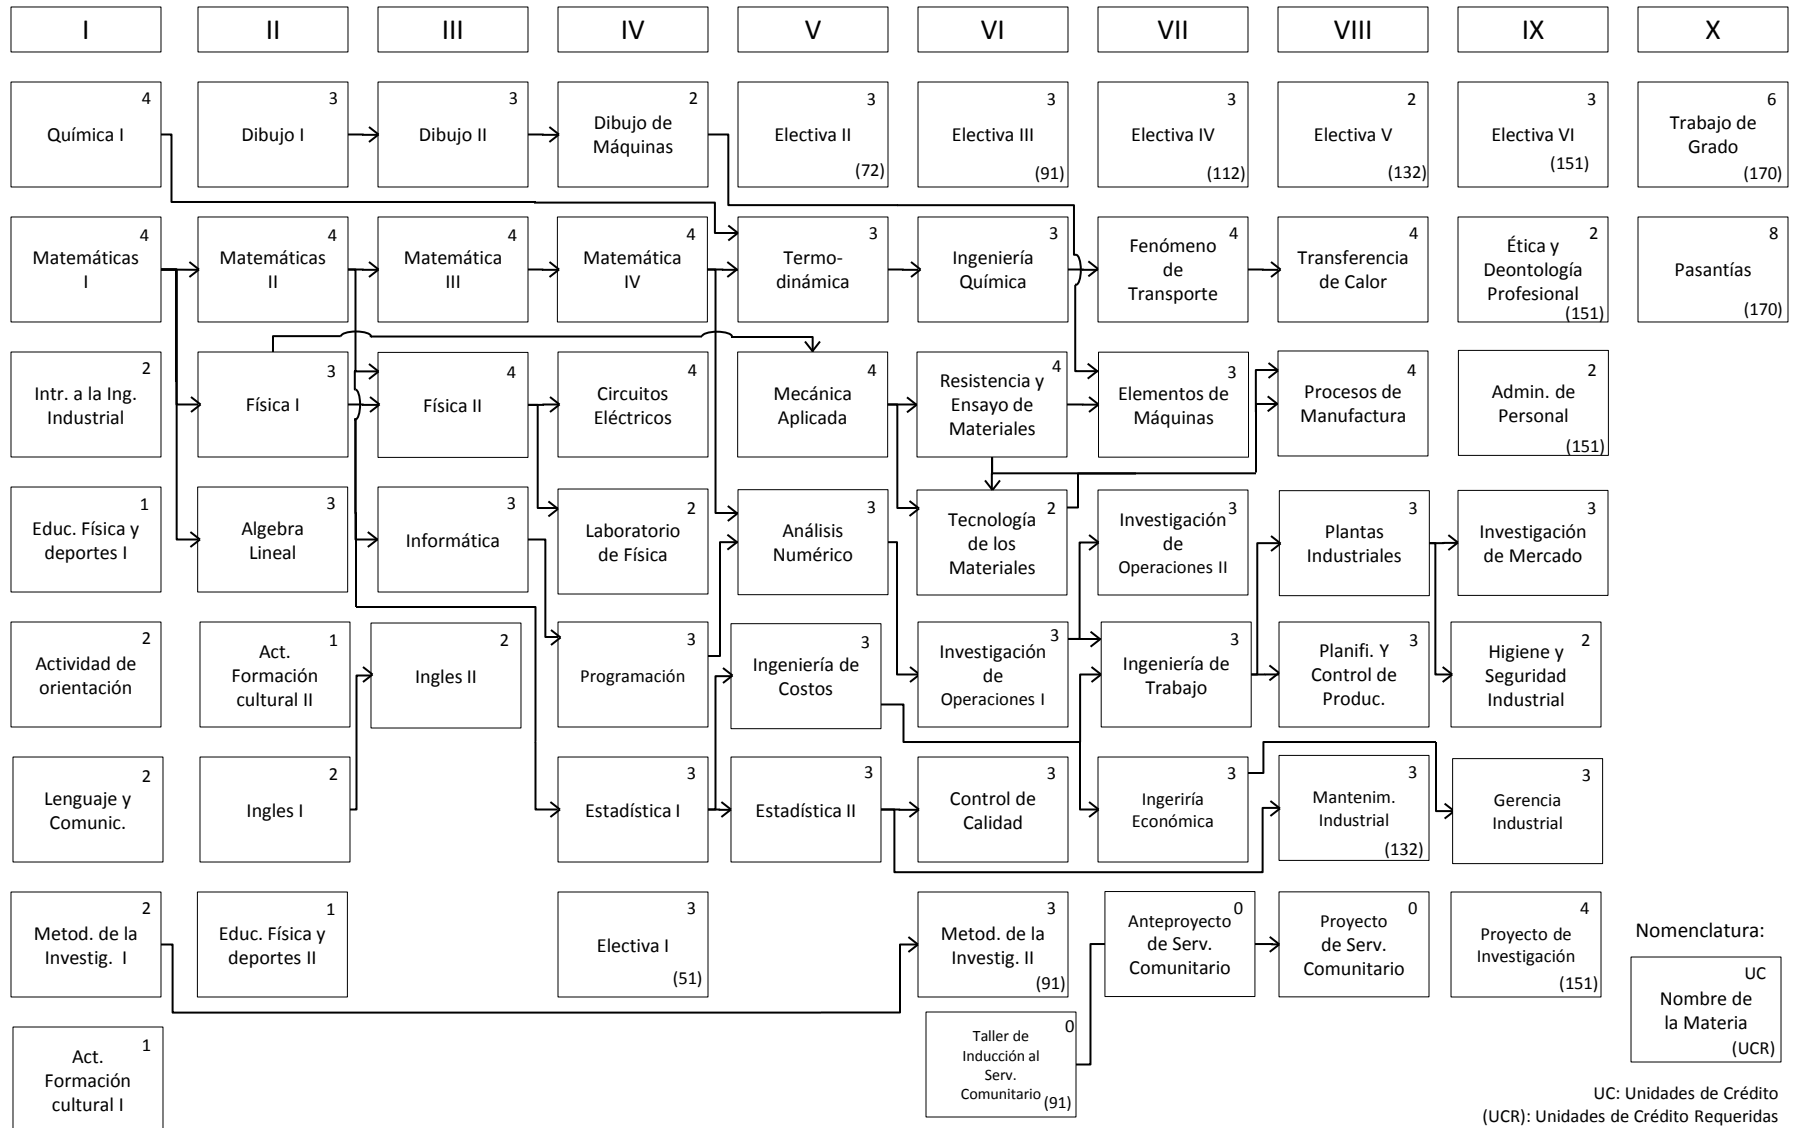 I
II
III
IV
V
VI
VII
VIII
IX
X
4
Química I
3
Dibujo I
3
Dibujo II
2
Dibujo de
Máquinas
3
Electiva II
(72)
3
Electiva III
(91)
3
Electiva IV
(112)
2
Electiva V
(132)
3
Electiva VI
(151)
6
Trabajo de
Grado
(170)
4
Matemáticas
I
4
Matemáticas
II
4
Matemática
III
4
Matemática
IV
3
Termo-
dinámica
3
Ingeniería
Química
4
Fenómeno
de
Transporte
4
Transferencia
de Calor
2
Ética y
Deontología
Profesional
(151)
8
Pasantías
(170)
2
Intr. a la Ing.
Industrial
3
Física I
4
Física II
4
Circuitos
Eléctricos
4
Mecánica
Aplicada
4
Resistencia y
Ensayo de
Materiales
3
Elementos de
Máquinas
4
Procesos de
Manufactura
2
Admin. de
Personal
(151)
1
Educ. Física y
deportes I
3
Algebra
Lineal
3
Informática
2
Laboratorio
de Física
3
Análisis
Numérico
2
Tecnología
de los
Materiales
3
Investigación
de
Operaciones II
3
Plantas
Industriales
3
Investigación
de Mercado
2
Actividad de
orientación
1
Act.
Formación
cultural II
2
Ingles II
3
Programación
3
Ingeniería de
Costos
3
Investigación
de
Operaciones I
3
Ingeniería de
Trabajo
3
Planifi. Y
Control de
Produc.
2
Higiene y
Seguridad
Industrial
2
Lenguaje y
Comunic.
2
Ingles I
3
Estadística I
3
Estadística II
3
Control de
Calidad
3
Ingeriría
Económica
3
Mantenim.
Industrial
(132)
3
Gerencia
Industrial
2
Metod. de la
Investig. I
1
Educ. Física y
deportes II
3
Electiva I
(51)
3
Metod. de la
Investig. II
(91)
0
Anteproyecto
de Serv.
Comunitario
0
Proyecto
de Serv.
Comunitario
4
Proyecto de
Investigación
(151)
1
Act.
Formación
cultural I
0
Taller de
Inducción al
Serv.
Comunitario
(91)
Nomenclatura:
UC
Nombre de
la Materia
(UCR)
UC: Unidades de Crédito
(UCR): Unidades de Crédito Requeridas